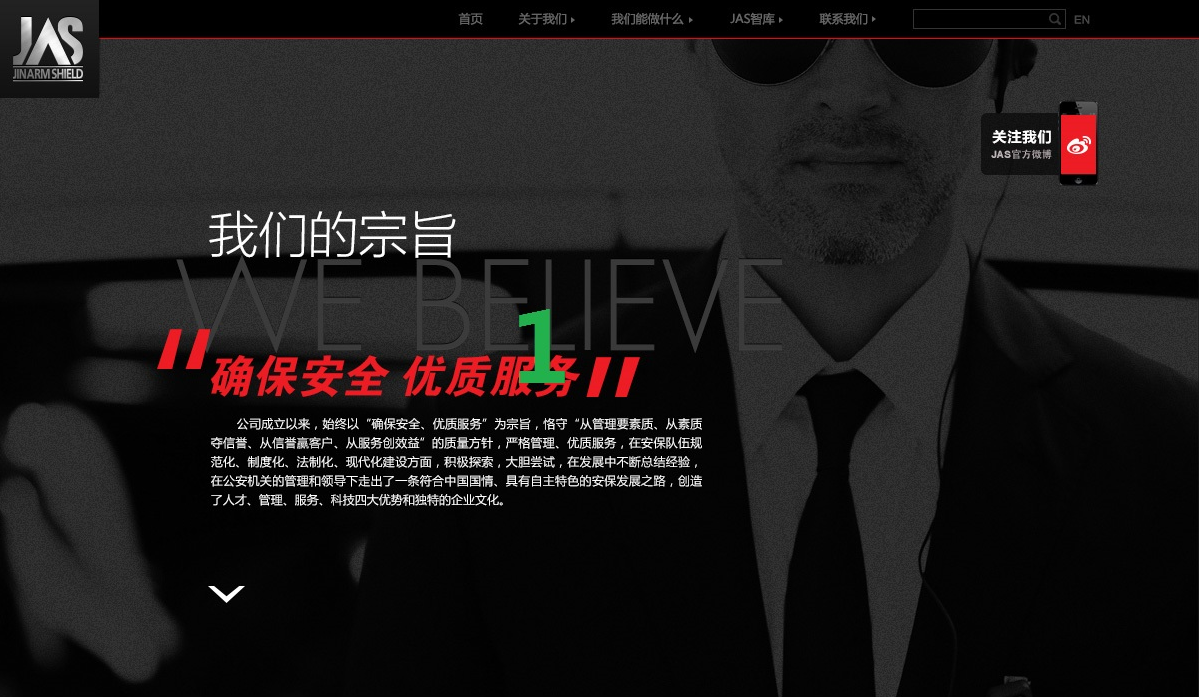 JAS
JIN ARM SHIELD
首页
关于我们
我们能做什么
JAS智库
联系我们
EN
关注我们
JAS官方微博
我们的宗旨
WE BELIEVE
1
"确保安全 优质服务"
公司成立以来，始终以“确保安全、优质服务”为宗旨，恪守“从管理要素质、从素质
夺信誉、从信誉赢客户、从服务创效益”的质量方针，严格管理、优质服务，在安保队伍规
范化、制度化、法制化、现代化建设方面，积极探索，大胆尝试，在发展中不断总结经验，
在公安机关的管理和领导下走出了一条符合中国国情、具有自主特色的安保发展之路，创造
了人才、管理、服务、科技四大优势和独特的企业文化。